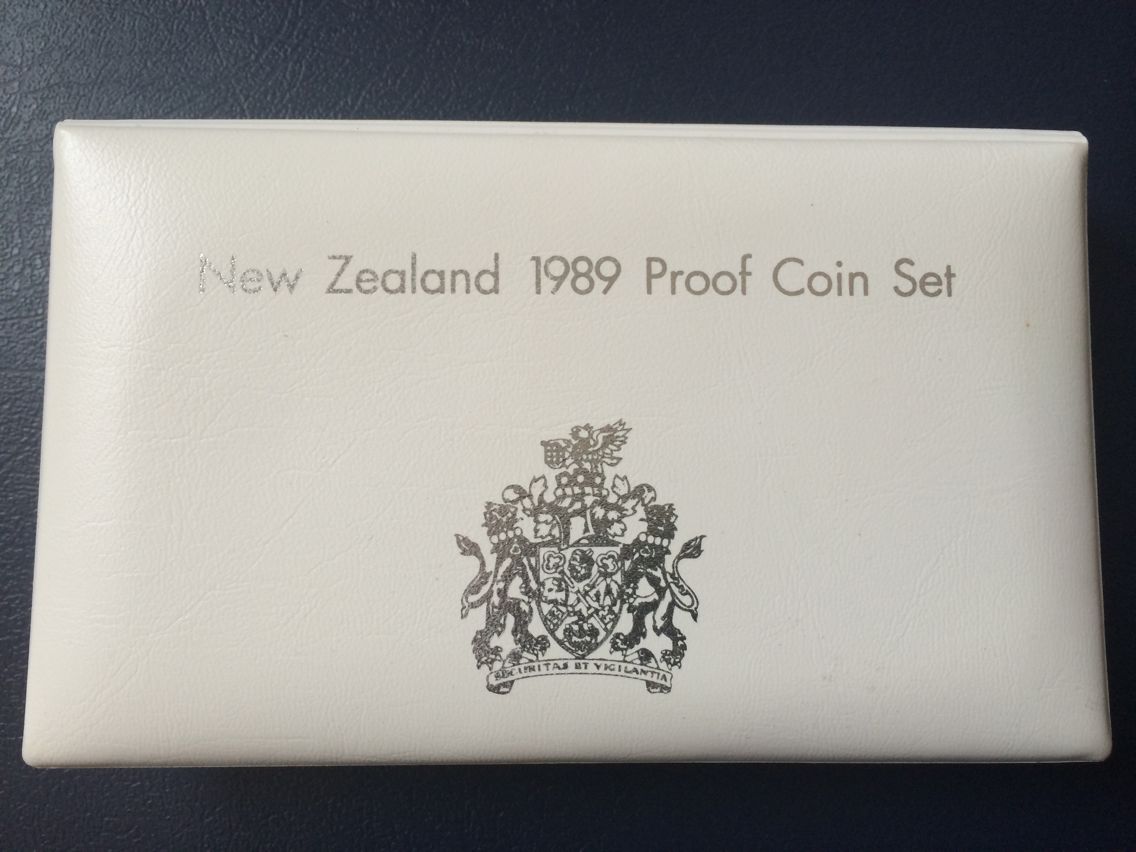 New Zealand 1989 Proof Coin Set
SECURITAS ET VIGILANTIA